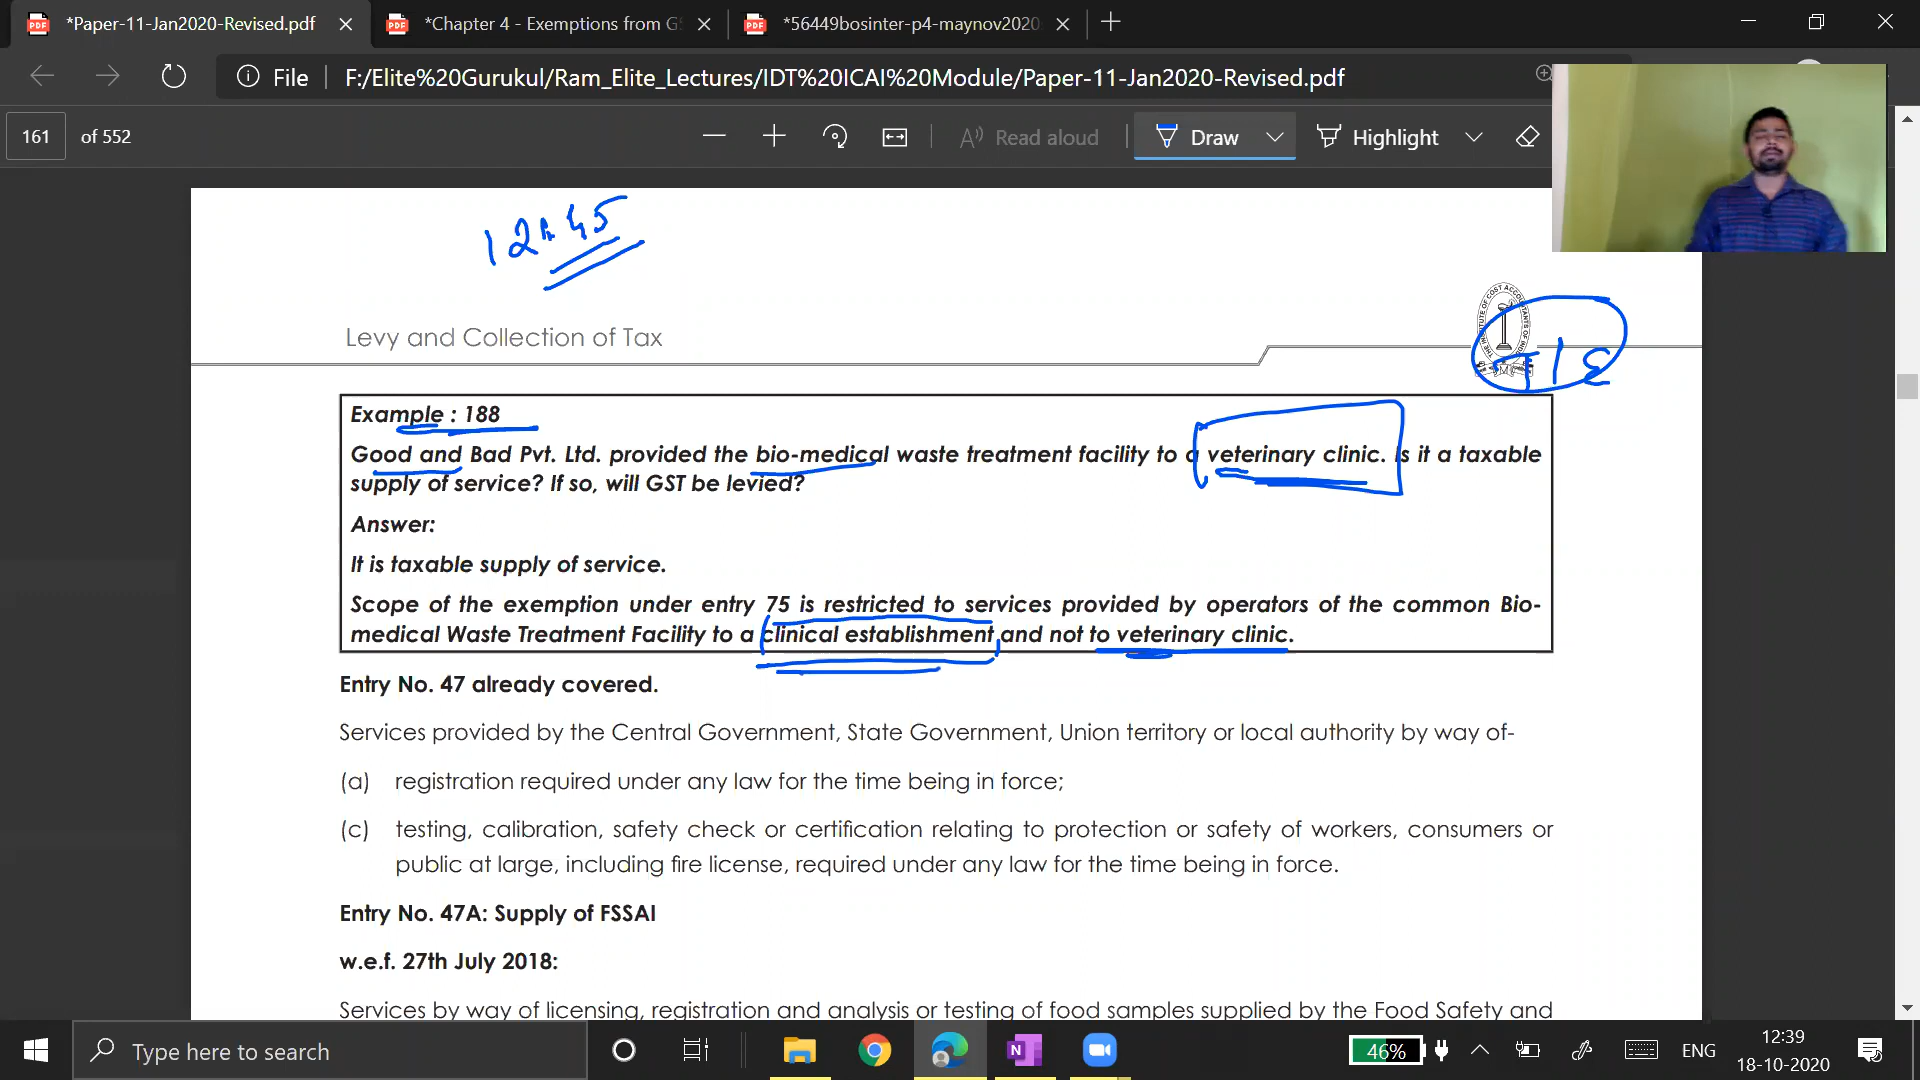 *Paper-11-Jan2020-Revised.pdf
*Chapter 4 - Exemptions from G
*56449bosinter-p4-maynov2020
File
F:/Elite%20Gurukul/Ram_Elite_Lectures/IDT%20ICAI%20Module/Paper-11-Jan2020-Revised.pdf
161 of 552
Read aloud
Draw
Highlight
12:45
Levy and Collection of Tax
Example : 188
Good and Bad Pvt. Ltd. provided the bio-medical waste treatment facility to a veterinary clinic. Is it a taxable
supply of service? If so, will GST be levied?
Answer:
It is taxable supply of service.
Scope of the exemption under entry 75 is restricted to services provided by operators of the common Bio-
medical Waste Treatment Facility to a clinical establishment and not to veterinary clinic.
Entry No. 47 already covered.
Services provided by the Central Government, State Government, Union territory or local authority by way of-
(a) registration required under any law for the time being in force;
(c) testing, calibration, safety check or certification relating to protection or safety of workers, consumers or
public at large, including fire license, required under any law for the time being in force.
Entry No. 47A: Supply of FSSAI
w.e.f. 27th July 2018:
Services by way of licensing, registration and analysis or testing of food samples supplied by the Food Safety and
Type here to search
46%
ENG
12:39
18-10-2020